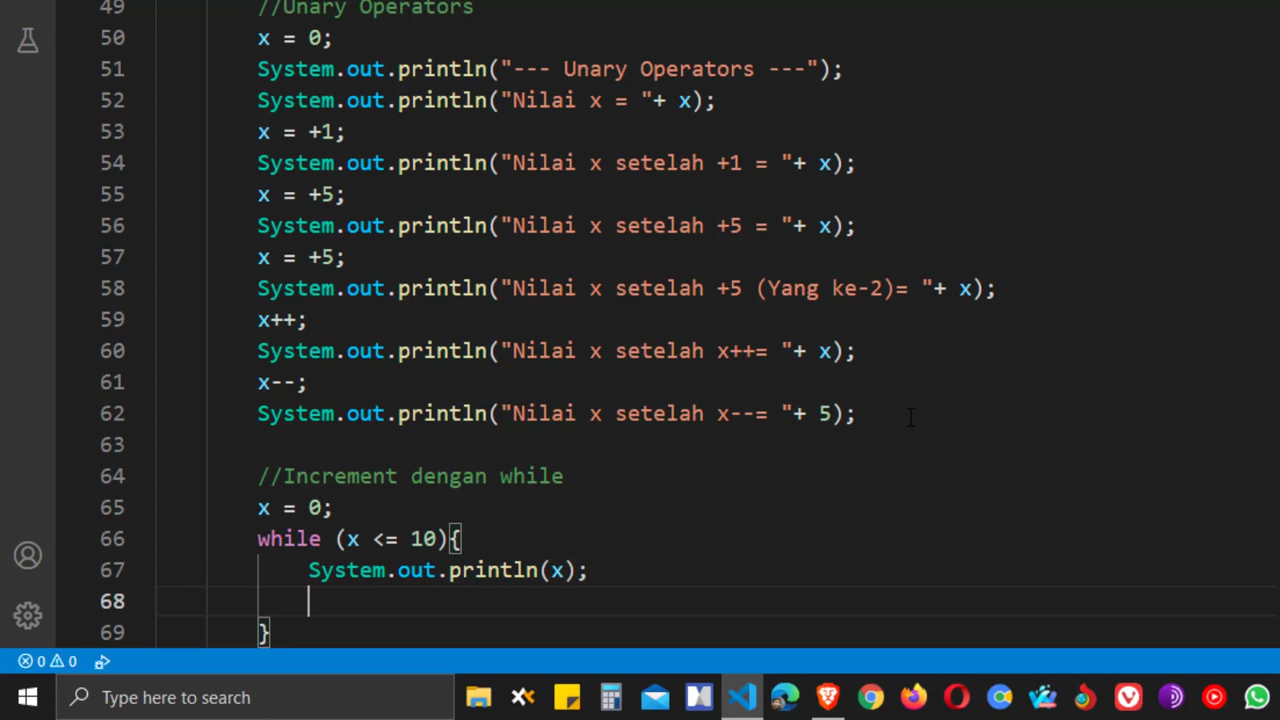 49 //Unary Operators
50 x = 0;
51 System.out.println("--- Unary Operators ---");
52 System.out.println("Nilai x = "+ x);
53 x = +1;
54 System.out.println("Nilai x setelah +1 = "+ x);
55 x = +5;
56 System.out.println("Nilai x setelah +5 = "+ x);
57 x = +5;
58 System.out.println("Nilai x setelah +5 (Yang ke-2)= "+ x);
59 x++;
60 System.out.println("Nilai x setelah x++= "+ x);
61 x--;
62 System.out.println("Nilai x setelah x--= "+ 5);
63
64 //Increment dengan while
65 x = 0;
66 while (x <= 10){
67 System.out.println(x);
68
69 }
0 0
Type here to search